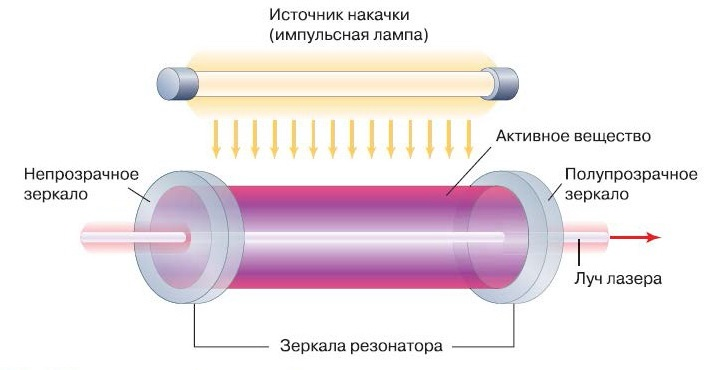 Источник накачки
(импульсная лампа)
Активное вещество
Непрозрачное
зеркало
Полупрозрачное
зеркало
Луч лазера
Зеркала резонатора